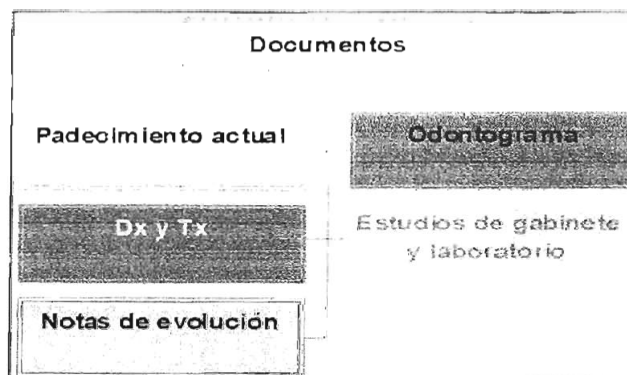 Documentos
Padecimiento actual
Odontograma
Dx y Tx
Estudios de gabinete
y laboratorio
Notas de evolución